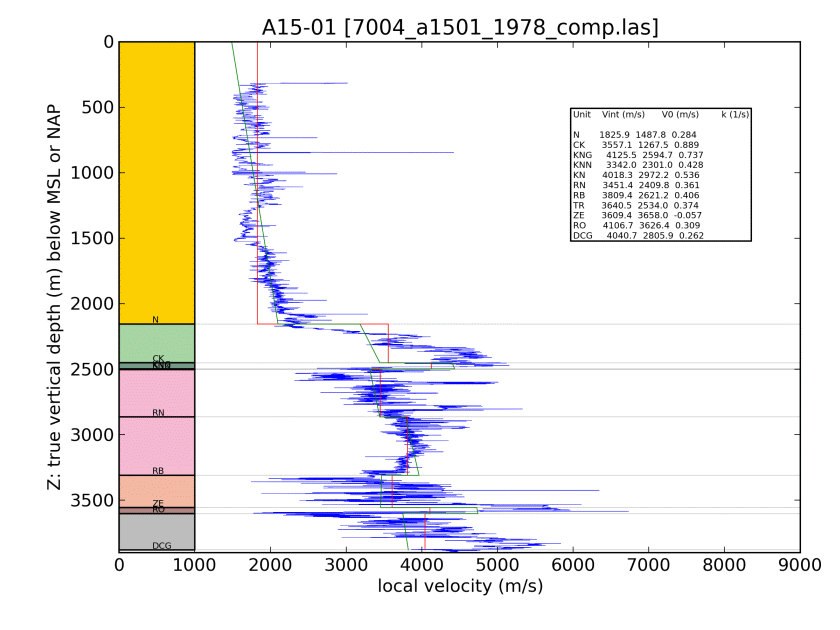 A15-01 [7004_a1501_1978_comp.las]
0
500
1000
1500
2000
2500
3000
3500
Z: true vertical depth (m) below MSL or NAP
N
CK
RN
RB
ZE
RO
DCG
Unit Vint (m/s) V0 (m/s) k (1/s)
N 1825.9 1487.8 0.284
CK 3557.1 1267.5 0.889
KNG 4125.5 2594.7 0.737
KNN 3342.0 2301.0 0.428
KN 4018.3 2972.2 0.536
RN 3451.4 2409.8 0.361
RB 3809.4 2621.2 0.406
TR 3640.5 2534.0 0.374
ZE 3609.4 3658.0 -0.057
RO 4106.7 3626.4 0.309
DCG 4040.7 2805.9 0.262
0 1000 2000 3000 4000 5000 6000 7000 8000 9000
local velocity (m/s)